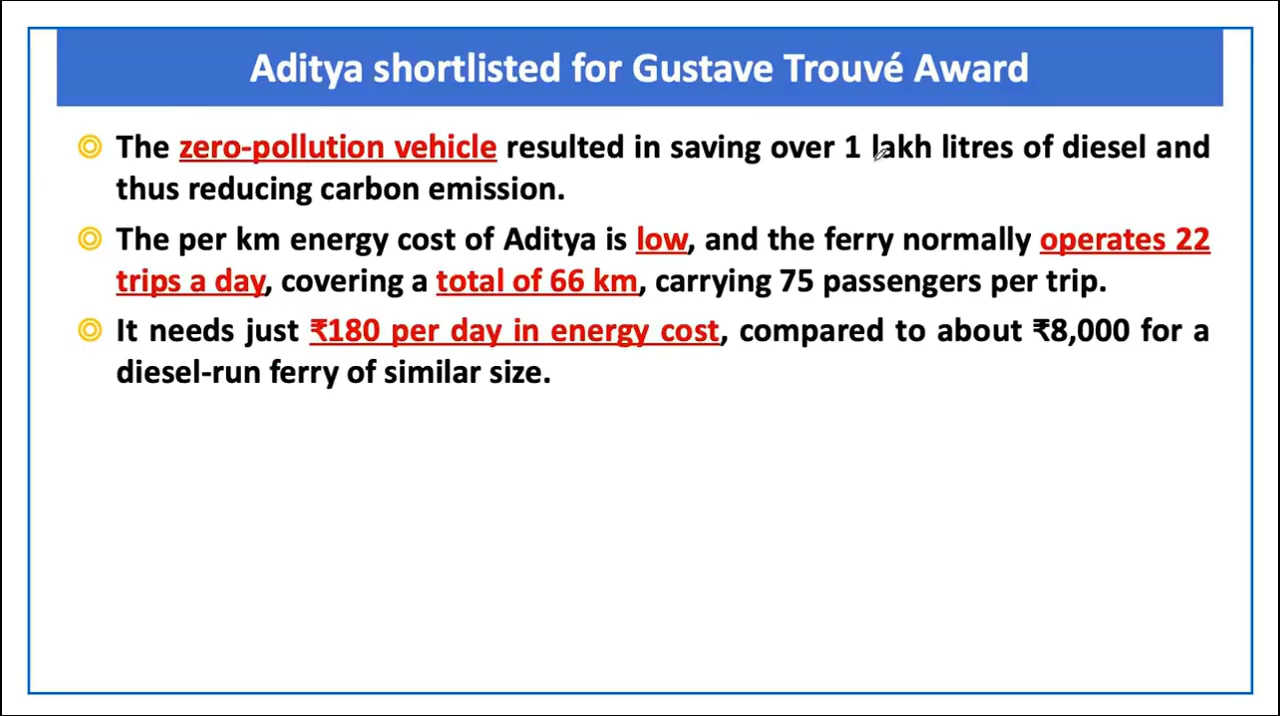 Aditya shortlisted for Gustave Trouvé Award
The zero-pollution vehicle resulted in saving over 1 lakh litres of diesel and
thus reducing carbon emission.
The per km energy cost of Aditya is low, and the ferry normally operates 22
trips a day, covering a total of 66 km, carrying 75 passengers per trip.
It needs just ₹180 per day in energy cost, compared to about ₹8,000 for a
diesel-run ferry of similar size.